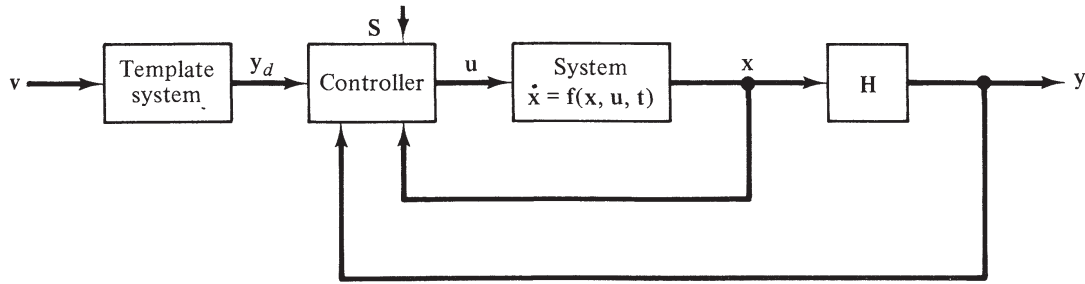 S
v
Template
system
y_d
Controller
u
System
ẋ = f(x, u, t)
x
H
y